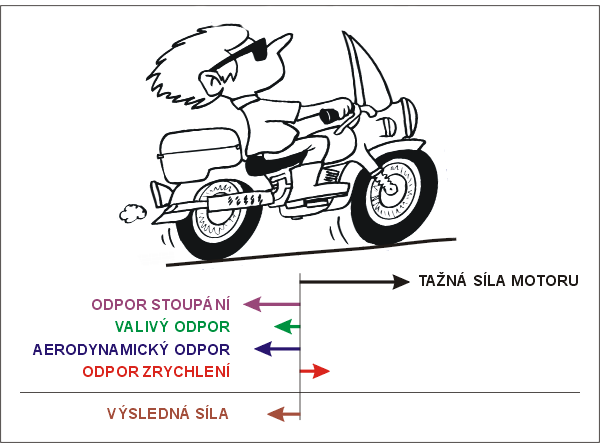 TAŽNÁ SÍLA MOTORU
ODPOR STOUPÁNÍ
VALIVÝ ODPOR
AERODYNAMICKÝ ODPOR
ODPOR ZRYCHLENÍ
VÝSLEDNÁ SÍLA